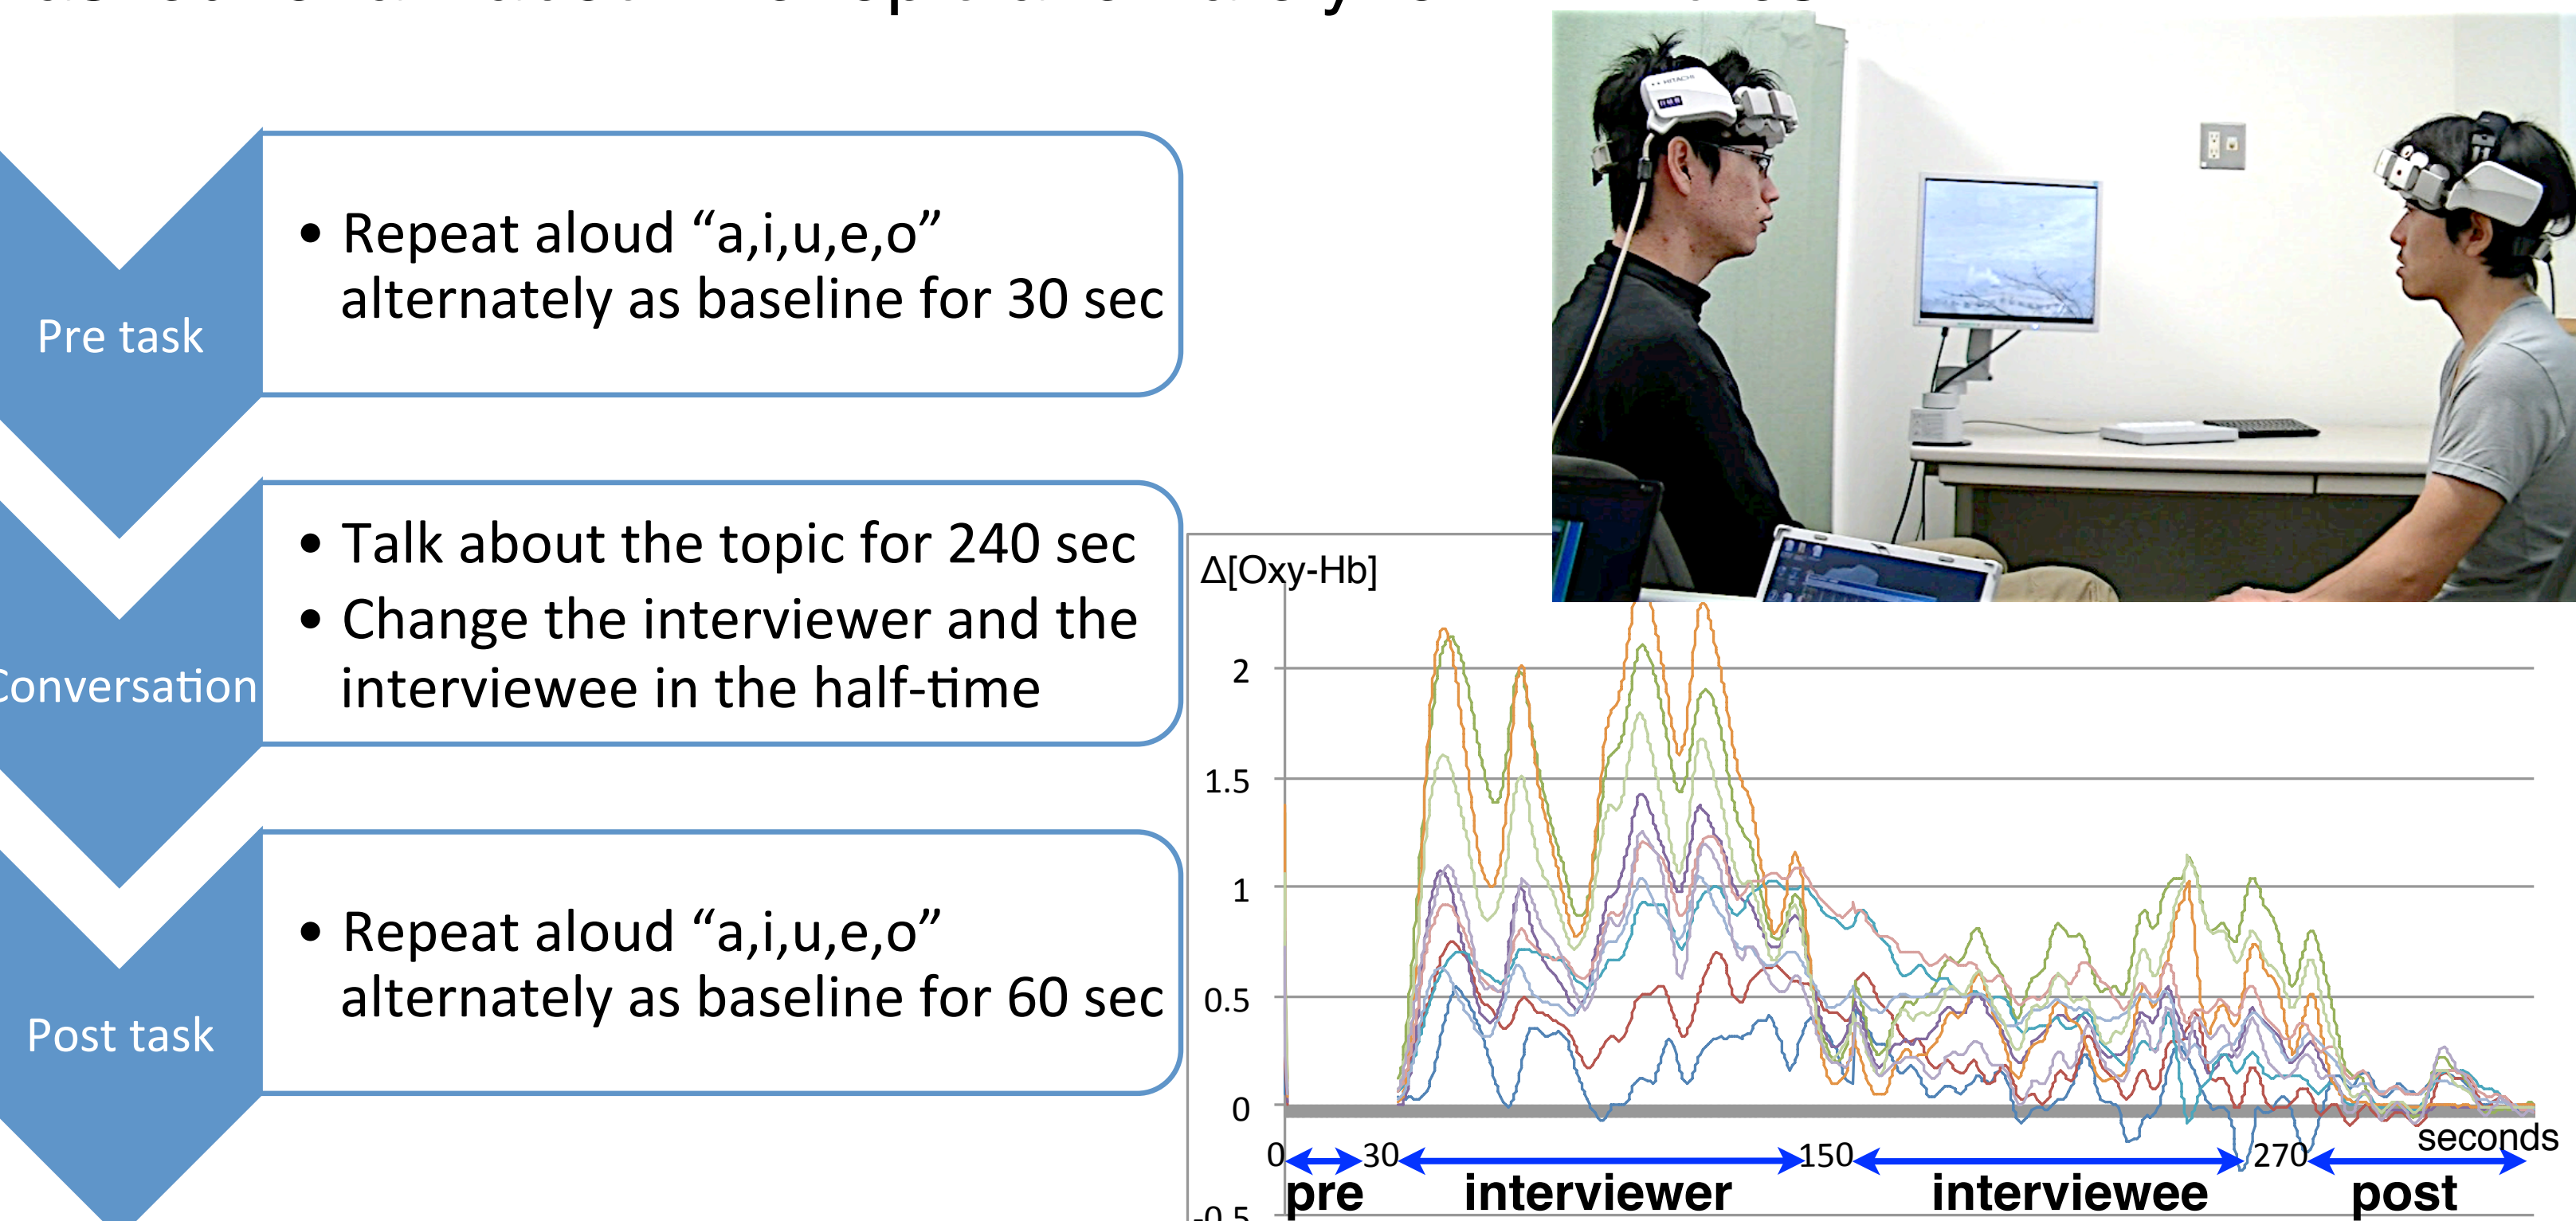 Pre task
• Repeat aloud “a,i,u,e,o”
alternately as baseline for 30 sec
Conversation
• Talk about the topic for 240 sec
• Change the interviewer and the
interviewee in the half-time
Post task
• Repeat aloud “a,i,u,e,o”
alternately as baseline for 60 sec
HITACHI
Δ[Oxy-Hb]
2
1.5
1
0.5
0
-0.5
seconds
0 30 150 270
pre interviewer interviewee post